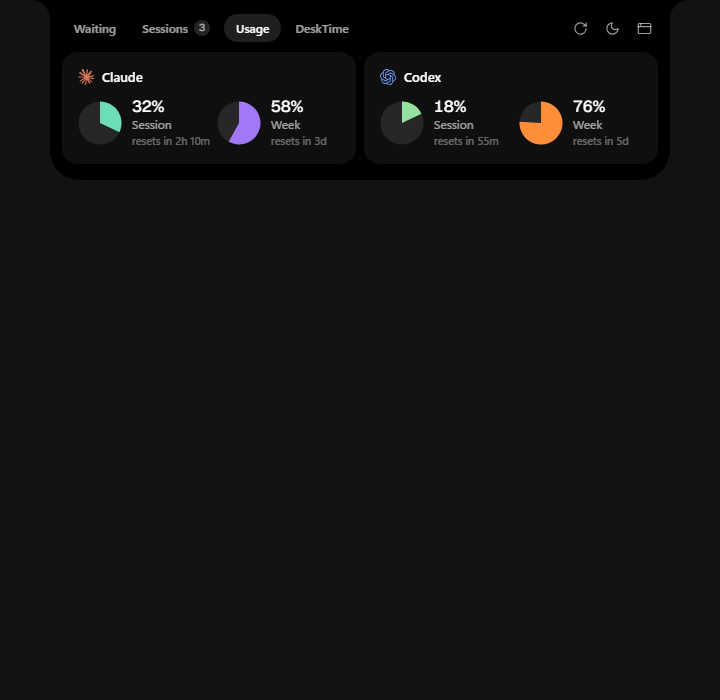 Waiting Sessions 3 Usage DeskTime
Claude
32%
Session
resets in 2h 10m
58%
Week
resets in 3d
Codex
18%
Session
resets in 55m
76%
Week
resets in 5d